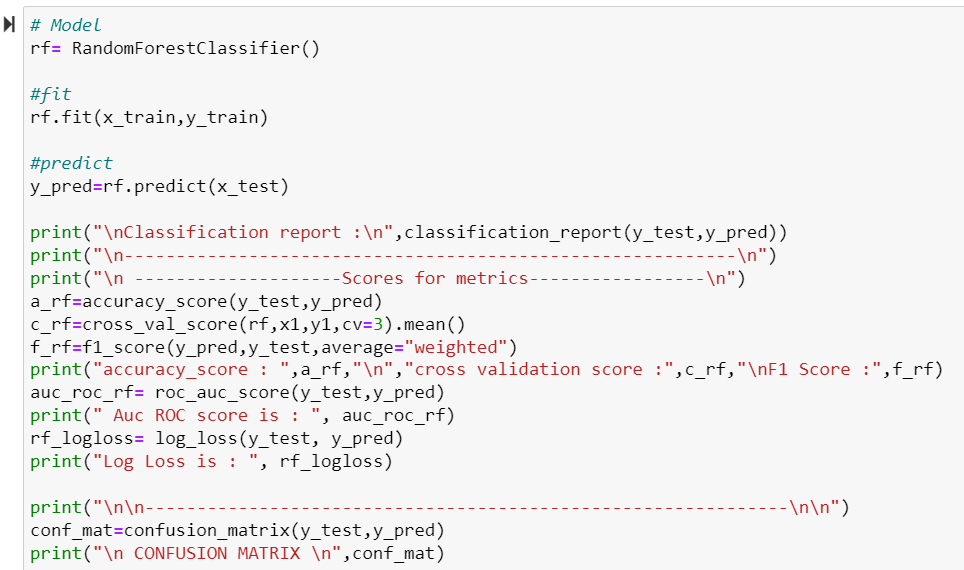 # Model
rf= RandomForestClassifier()
#fit
rf.fit(x_train,y_train)
#predict
y_pred=rf.predict(x_test)
print("\nClassification report :\n",classification_report(y_test,y_pred))
print("\n-----------------------------------------------------------\n")
print("\n --------------------Scores for metrics-----------------\n")
a_rf=accuracy_score(y_test,y_pred)
c_rf=cross_val_score(rf,x1,y1,cv=3).mean()
f_rf=f1_score(y_pred,y_test,average="weighted")
print("accuracy_score : ",a_rf,"\n","cross validation score :",c_rf,"\nF1 Score :",f_rf)
auc_roc_rf= roc_auc_score(y_test,y_pred)
print(" Auc ROC score is : ", auc_roc_rf)
rf_logloss= log_loss(y_test, y_pred)
print("Log Loss is : ", rf_logloss)
print("\n\n--------------------------------------------------------------\n\n")
conf_mat=confusion_matrix(y_test,y_pred)
print("\n CONFUSION MATRIX \n",conf_mat)